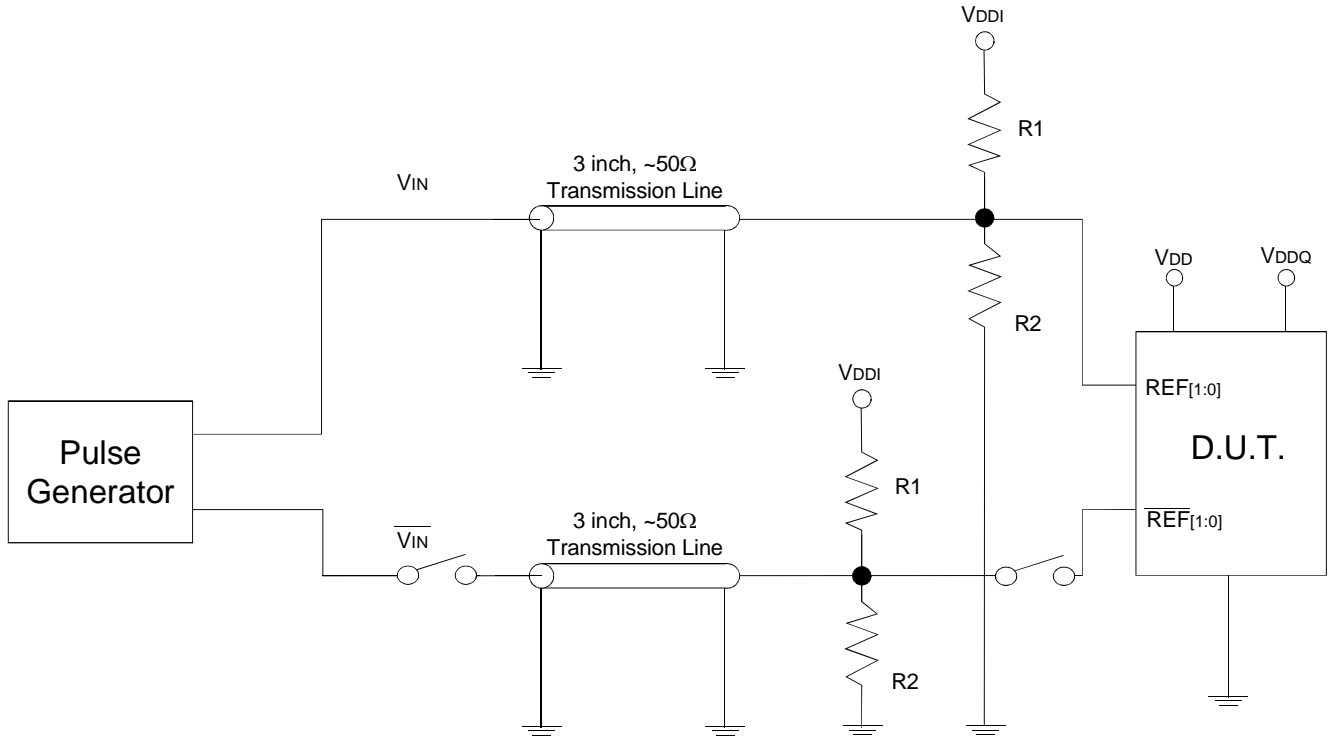 VDDI
R1
3 inch, ~50Ω
Transmission Line
VIN
VDD
VDDQ
R2
VDDI
REF[1:0]
Pulse
Generator
D.U.T.
R1
3 inch, ~50Ω
Transmission Line
VIN
REF[1:0]
R2